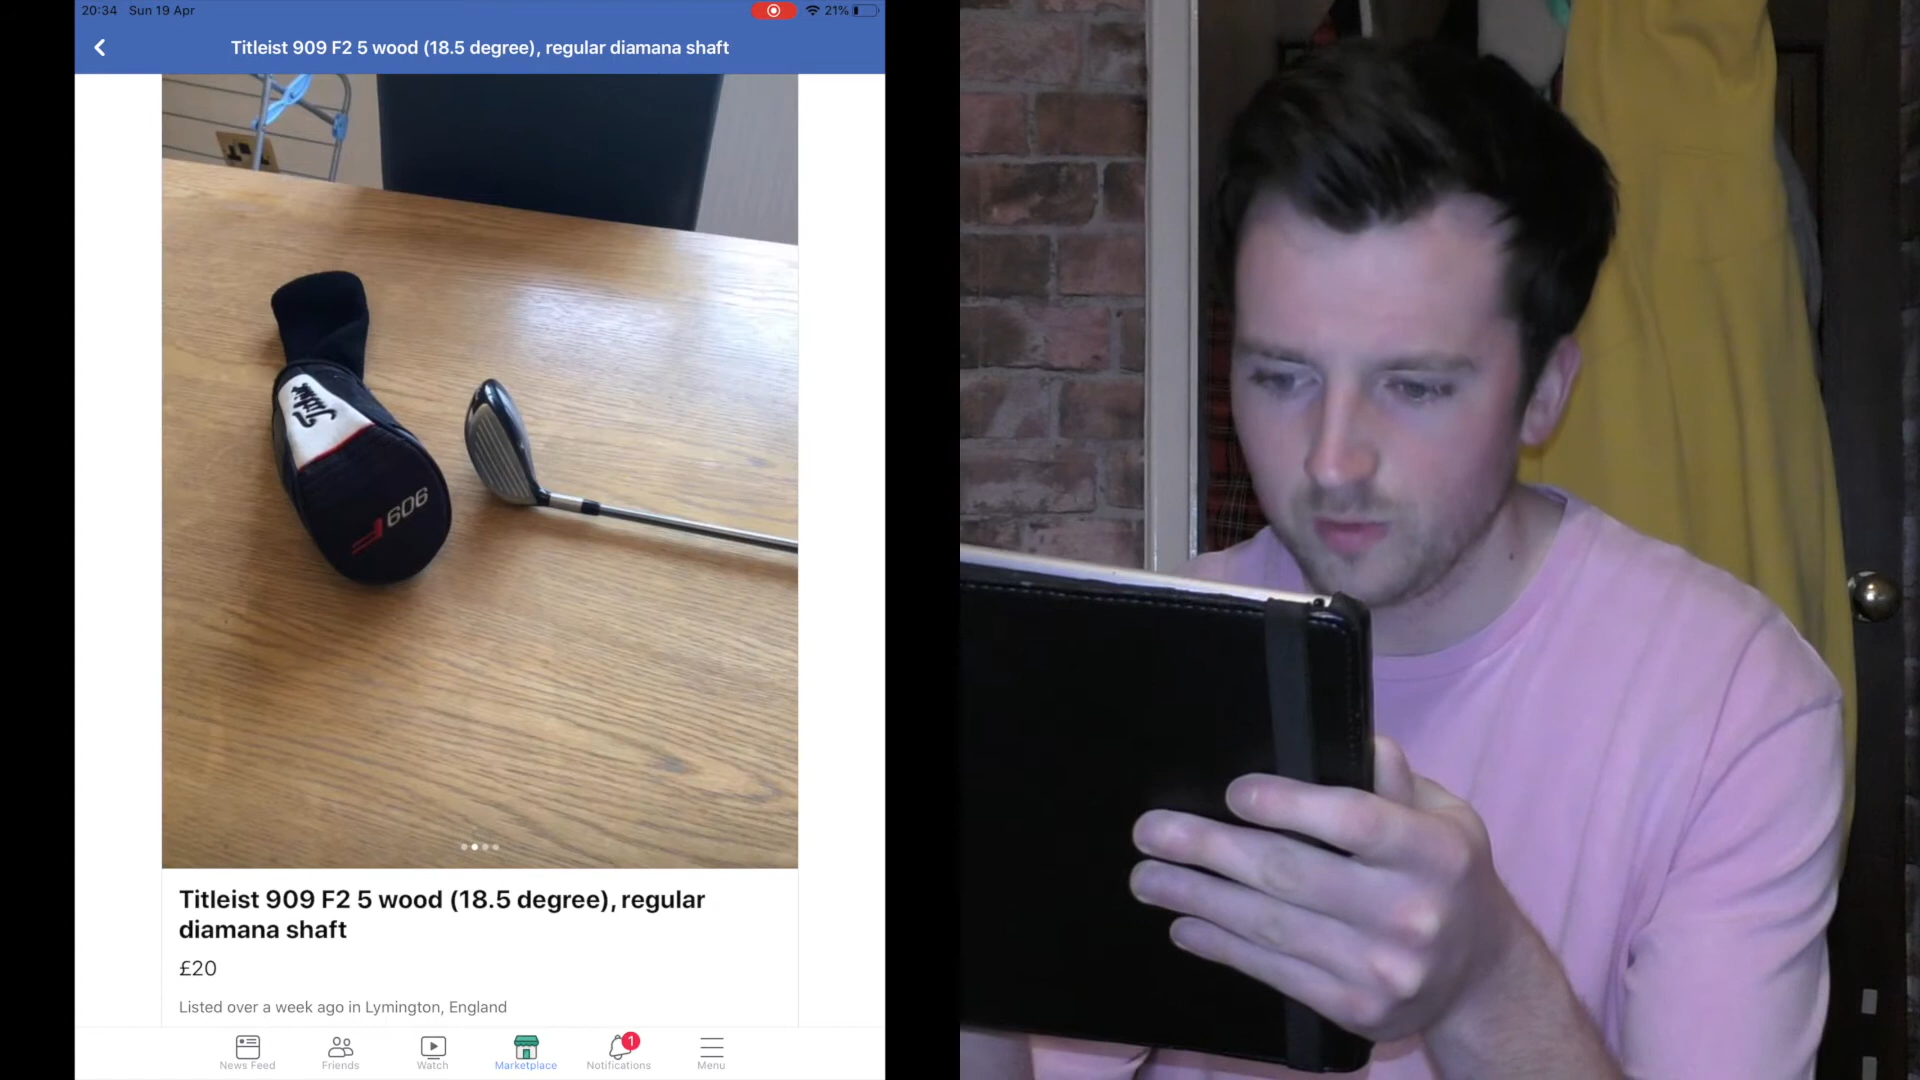 20:34 Sun 19 Apr
21%
Titleist 909 F2 5 wood (18.5 degree), regular diamana shaft
Titleist
909 F
Titleist 909 F2 5 wood (18.5 degree), regular
diamana shaft
£20
Listed over a week ago in Lymington, England
1
News Feed Friends Watch Marketplace Notifications Menu